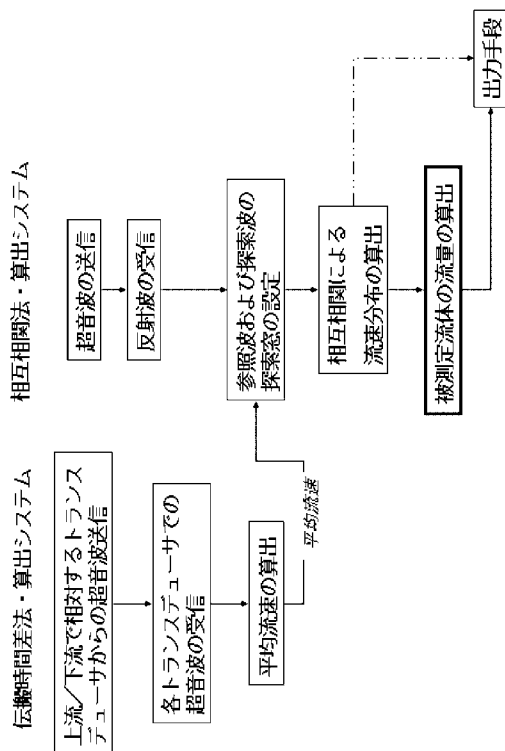 伝搬時間差法・算出システム
上流／下流で相対するトランス
デューサからの超音波送信
各トランスデューサでの
超音波の受信
平均流速の算出
平均流速
相互相関法・算出システム
超音波の送信
反射波の受信
参照波および探索波の
探索窓の設定
相互相関による
流速分布の算出
被測定流体の流量の算出
出力手段